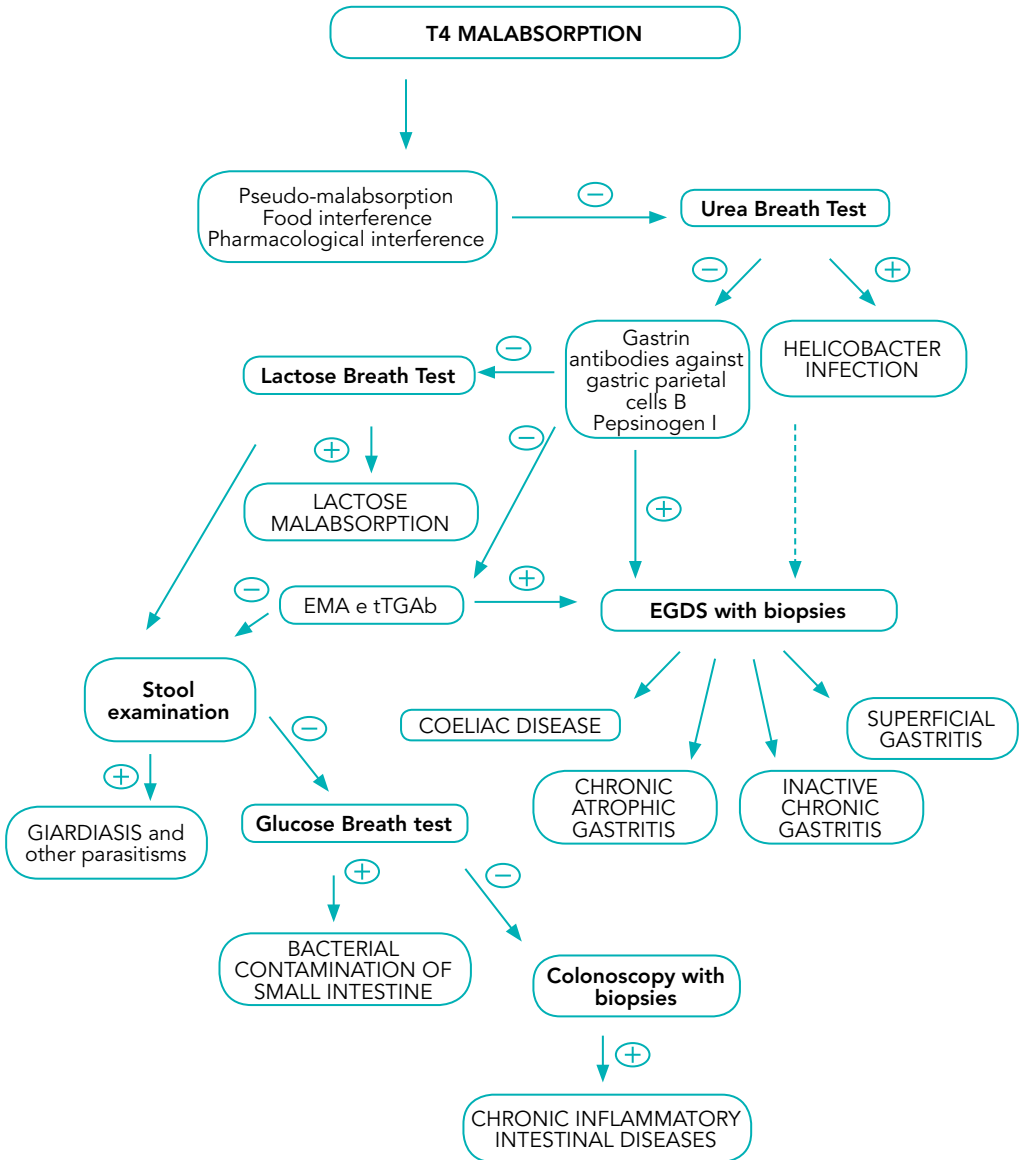 T4 MALABSORPTION
Pseudo-malabsorption
Food interference
Pharmacological interference
−
Urea Breath Test
−
+
Gastrin
antibodies against
gastric parietal
cells B
Pepsinogen I
HELICOBACTER
INFECTION
−
Lactose Breath Test
−
+
LACTOSE
MALABSORPTION
+
−
EMA e tTGAb
+
EGDS with biopsies
Stool
examination
−
COELIAC DISEASE
SUPERFICIAL
GASTRITIS
CHRONIC
ATROPHIC
GASTRITIS
INACTIVE
CHRONIC
GASTRITIS
+
GIARDIASIS and
other parasitisms
Glucose Breath test
+
−
BACTERIAL
CONTAMINATION OF
SMALL INTESTINE
Colonoscopy with
biopsies
+
CHRONIC INFLAMMATORY
INTESTINAL DISEASES